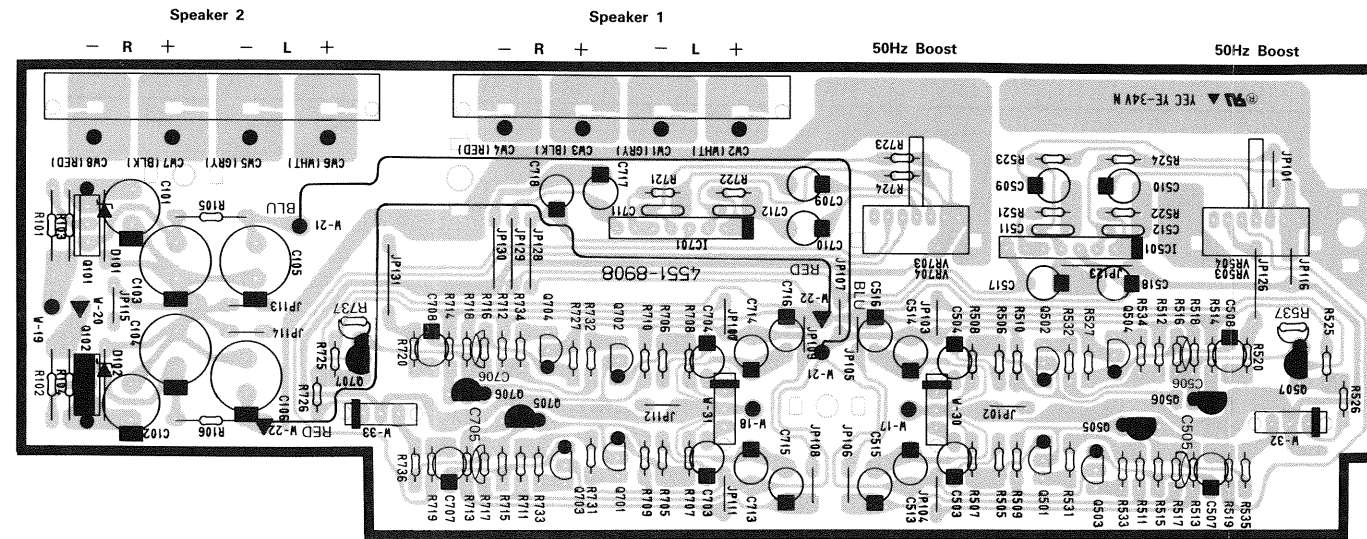 Speaker 2
Speaker 1
− R + − L +
− R + − L +
50Hz Boost
50Hz Boost
YEC YE-34V N
CW8 (RED)
CW7 (BLK)
CW5 (GRY)
CW6 (WHT)
CW4 (RED)
CW3 (BLK)
CW1 (GRY)
CW2 (WHT)
R723
R724
R523
R524
JP101
C718
C717
R721
R722
C709
C509
C510
C101
R105
BLU
W-21
C711
C712
C710
R521
R522
C511
C512
R101
R103
IC701
IC501
JP130
JP129
JP128
4551-8908
RED
JP107
VR703
VR704
JP123
VR503
VR504
Q101
D101
C103
C105
JP131
C517
C518
JP126
JP116
W-19
W-20
JP115
JP113
R737
W-22
BLU
Q102
C104
JP114
C708
R714
R718
R716
R712
R734
Q704
R727
R732
Q702
R710
R706
R708
C704
JP110
C714
C716
JP109
C516
C514
JP103
C504
R508
R506
R510
Q502
R532
R527
Q504
R534
R512
R516
R518
R514
C508
R537
R525
D102
R725
Q707
R720
C706
Q706
W-21
JP105
C506
Q506
R520
Q507
R102
R104
R726
Q705
JP112
W-31
W-30
JP102
R526
C102
R106
C106
W-22
RED
W-33
C705
W-18
W-17
Q505
C505
W-32
C715
JP108
JP106
C515
R736
R719
C707
R713
R717
R715
R711
R733
Q703
R731
Q701
R709
R705
R707
C703
JP111
C713
C513
JP104
C503
R507
R505
R509
Q501
R531
Q503
R533
R511
R515
R517
R513
C507
R519
R535